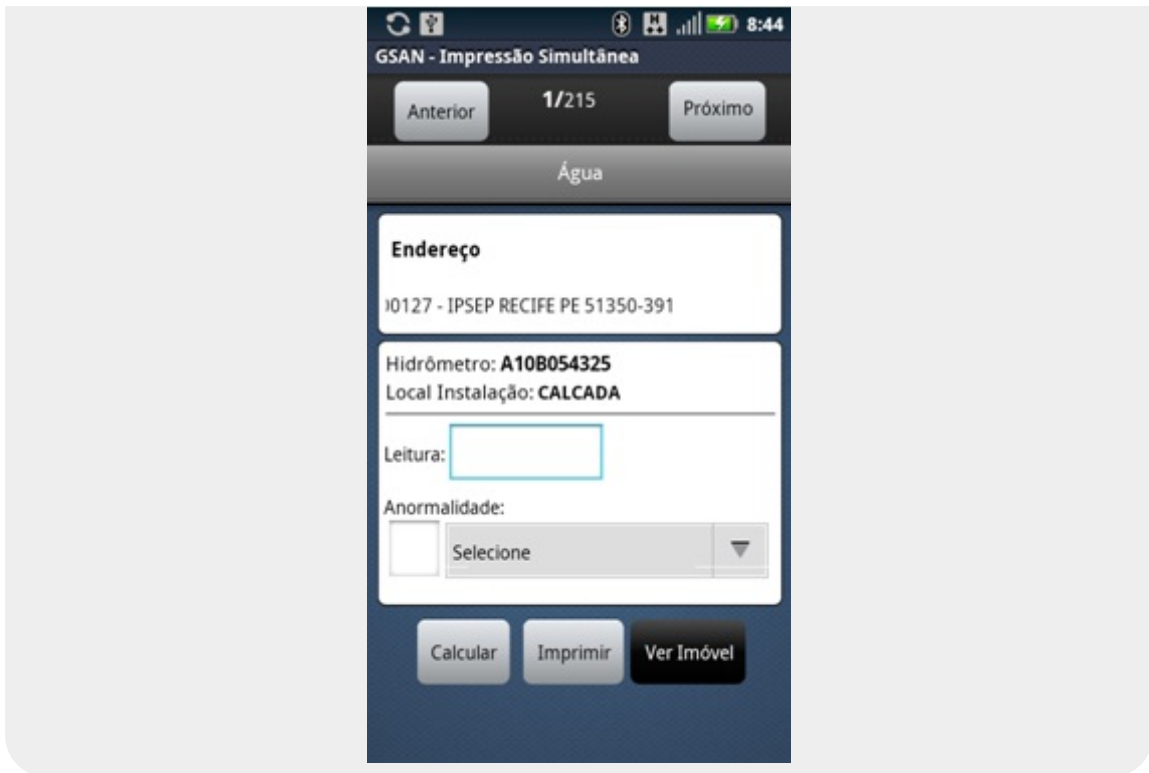 8:44
GSAN - Impressão Simultânea
Anterior
1/215
Próximo
Água
Endereço
00127 - IPSEP RECIFE PE 51350-391
Hidrômetro: A10B054325
Local Instalação: CALCADA
Leitura:
Anormalidade:
Selecione
Calcular
Imprimir
Ver Imóvel